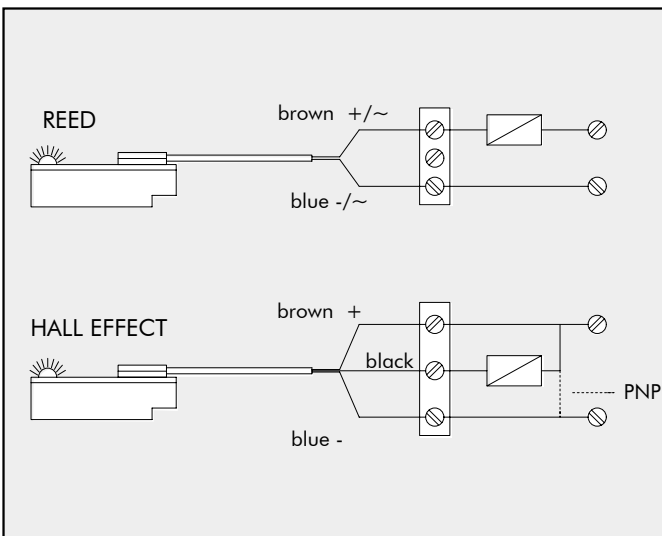 REED
brown +/~
blue -/~
HALL EFFECT
brown +
black
PNP
blue -